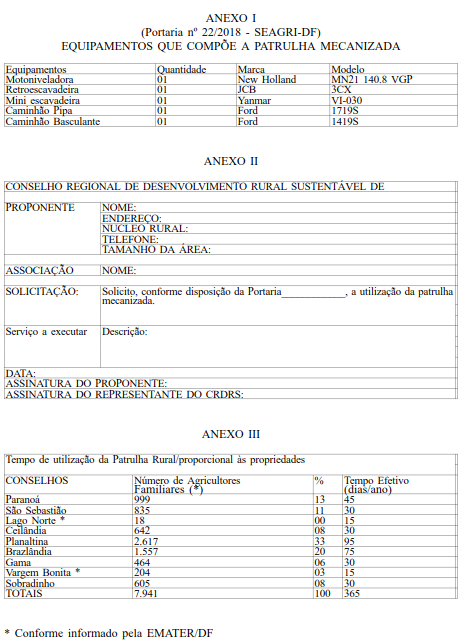 ANEXO I
(Portaria nº 22/2018 - SEAGRI-DF)
EQUIPAMENTOS QUE COMPÕE A PATRULHA MECANIZADA
Equipamentos Quantidade Marca Modelo
Motoniveladora 01 New Holland MN21 140.8 VGP
Retroescavadeira 01 JCB 3CX
Mini escavadeira 01 Yanmar VI-030
Caminhão Pipa 01 Ford 1719S
Caminhão Basculante 01 Ford 1419S
ANEXO II
CONSELHO REGIONAL DE DESENVOLVIMENTO RURAL SUSTENTÁVEL DE
PROPONENTE NOME:
ENDEREÇO:
NUCLEO RURAL:
TELEFONE:
TAMANHO DA ÁREA:
ASSOCIAÇÃO NOME:
SOLICITAÇÃO: Solicito, conforme disposição da Portaria____________, a utilização da patrulha
mecanizada.
Serviço a executar Descrição:
DATA:
ASSINATURA DO PROPONENTE:
ASSINATURA DO REPRESENTANTE DO CRDRS:
ANEXO III
Tempo de utilização da Patrulha Rural/proporcional às propriedades
CONSELHOS Número de Agricultores % Tempo Efetivo
Familiares (*) (dias/ano)
Paranoá 999 13 45
São Sebastião 835 11 30
Lago Norte * 18 00 15
Ceilândia 642 08 30
Planaltina 2.617 33 95
Brazlândia 1.557 20 75
Gama 464 06 30
Vargem Bonita * 204 03 15
Sobradinho 605 08 30
TOTAIS 7.941 100 365
* Conforme informado pela EMATER/DF